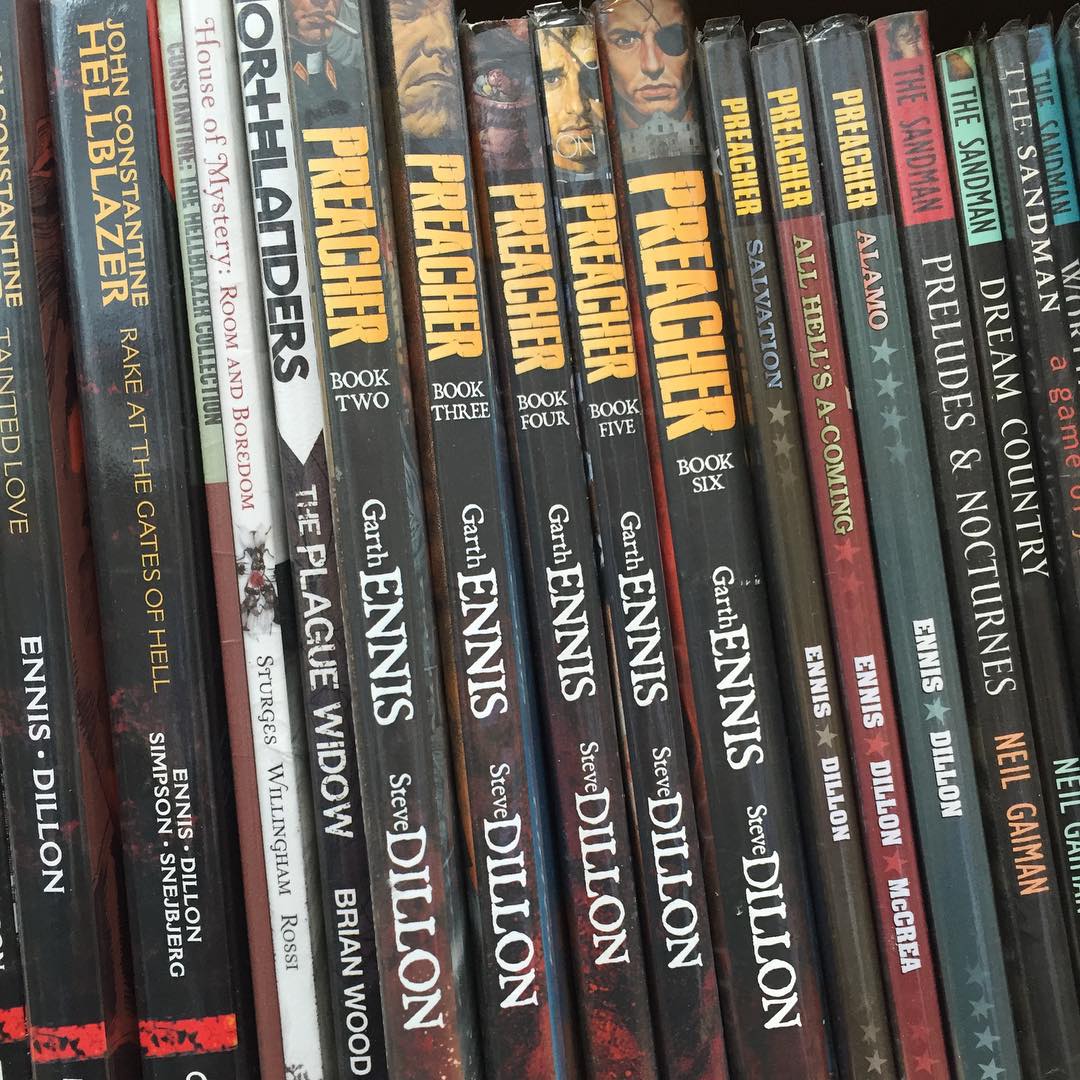 CONSTANTINE TAINTED LOVE
ENNIS • DILLON
JOHN CONSTANTINE
HELLBLAZER
RAKE AT THE GATES OF HELL
ENNIS • DILLON
SIMPSON • SNEJBJERG
CONSTANTINE: THE HELLBLAZER COLLECTION
House of Mystery: ROOM AND BOREDOM
STURGES WILLINGHAM ROSSI
NORTHLANDERS
THE PLAGUE WIDOW
BRIAN WOOD
PREACHER
BOOK
TWO
Garth ENNIS
Steve DILLON
PREACHER
BOOK
THREE
Garth ENNIS
Steve DILLON
PREACHER
BOOK
FOUR
Garth ENNIS
Steve DILLON
PREACHER
BOOK
FIVE
Garth ENNIS
Steve DILLON
PREACHER
BOOK
SIX
Garth ENNIS
Steve DILLON
PREACHER
SALVATION
ENNIS ★ DILLON
PREACHER
ALL HELL'S A-COMING
ENNIS ★ DILLON ★ McCREA
PREACHER
ALAMO
ENNIS ★ DILLON
THE SANDMAN
PRELUDES & NOCTURNES
NEIL GAIMAN
THE SANDMAN
DREAM COUNTRY
NEIL GAIMAN
THE SANDMAN
a game of
THE SANDMAN